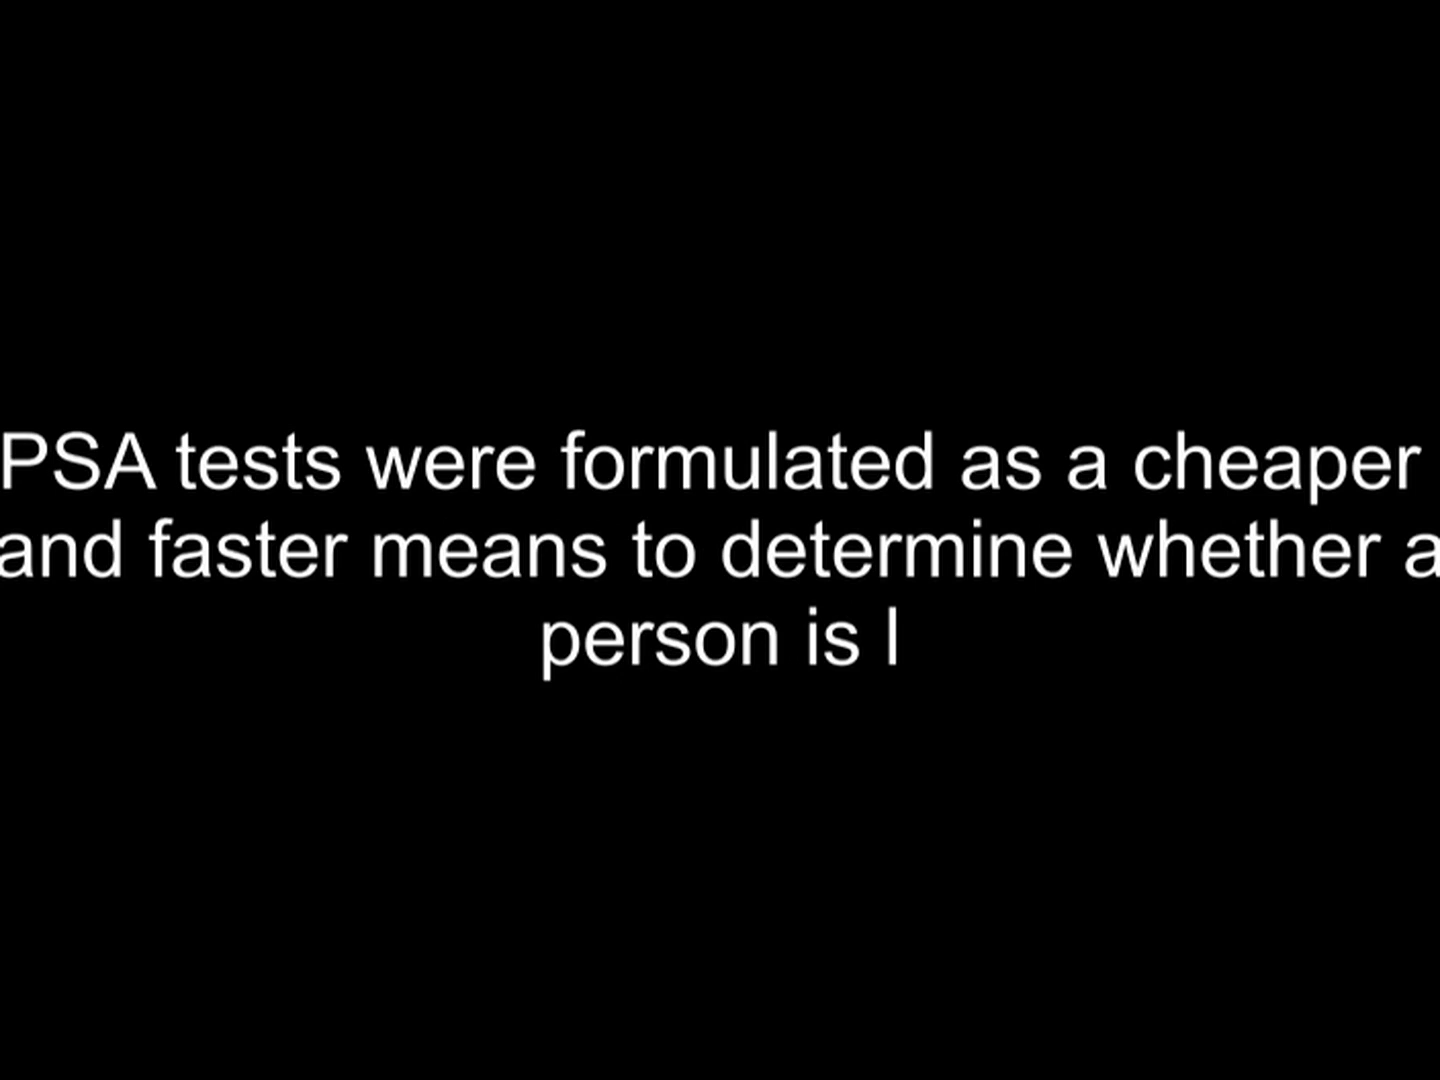 PSA tests were formulated as a cheaper
and faster means to determine whether a
person is l